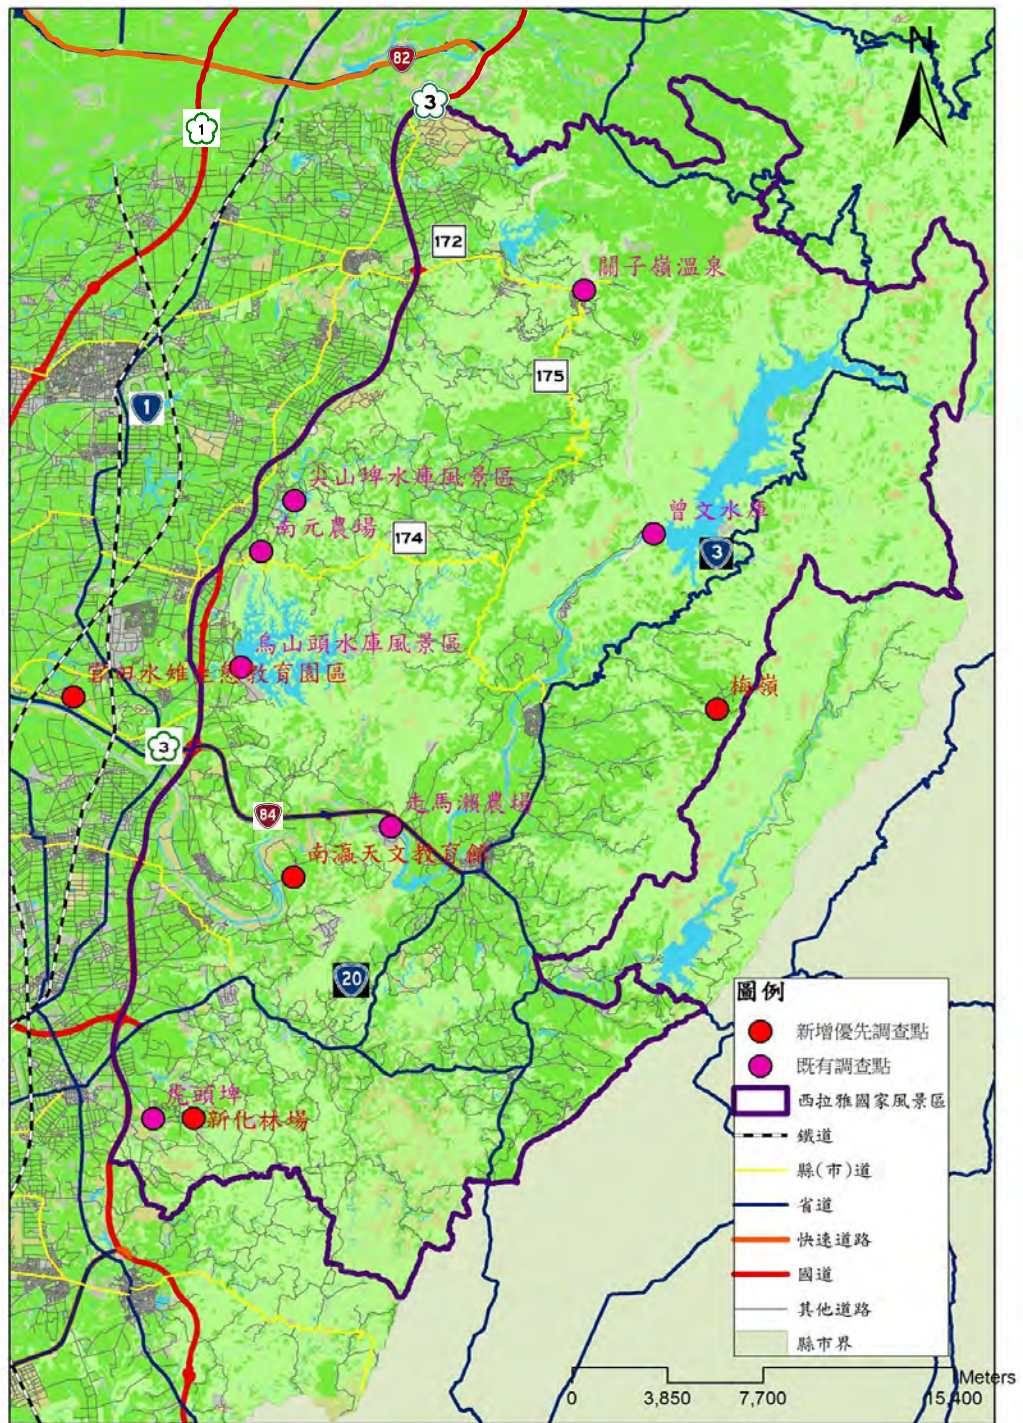 N
82
3
1
172
關子嶺溫泉
175
1
尖山埤水庫風景區
曾文水庫
南元農場
174
3
烏山頭水庫風景區
官田水雉生態教育園區
梅嶺
3
走馬瀨農場
84
南瀛天文教育館
20
圖例
新增優先調查點
既有調查點
西拉雅國家風景區
鐵道
縣(市)道
省道
快速道路
國道
其他道路
縣市界
虎頭埤
新化林場
Meters
0 3,850 7,700 15,400